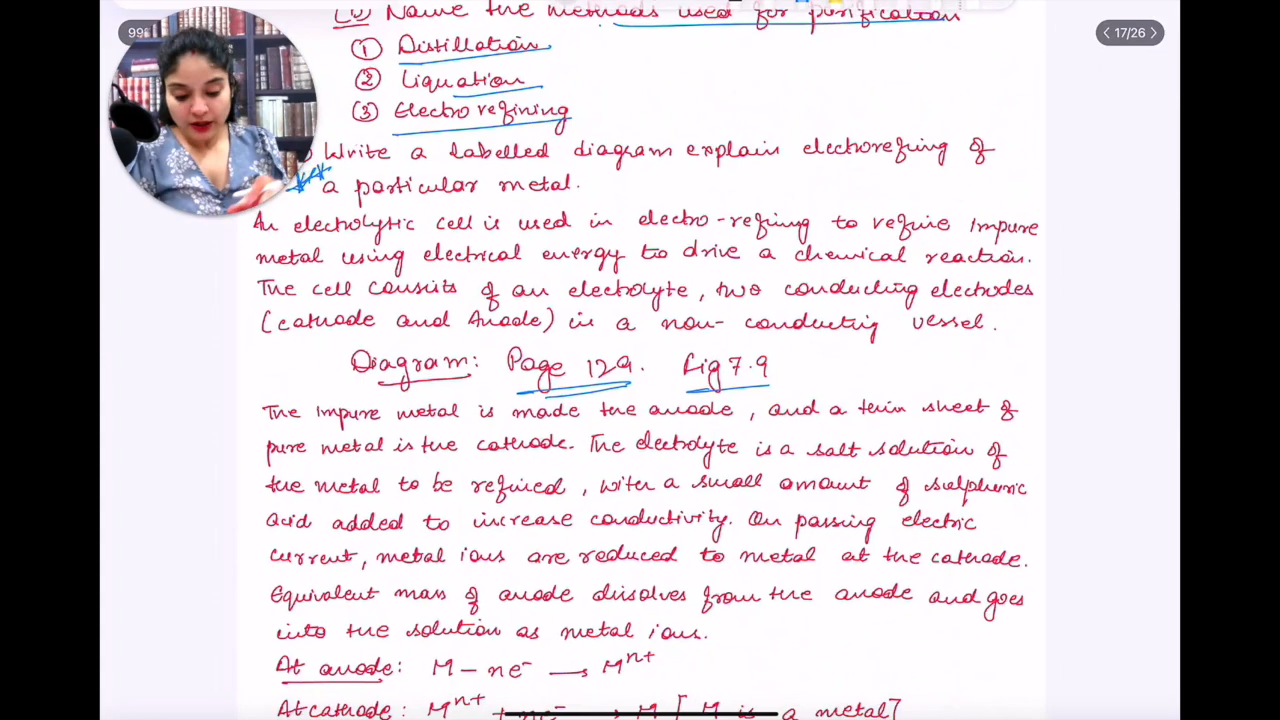 (v) Name the methods used for purification
99
17/26
① Distillation
② Liquation
③ Electro refining
Write a labelled diagram explain electrorefing of
a particular metal.
An electrolytic cell is used in electro-refing to refine impure
metal using electrical energy to drive a chemical reaction.
The cell consists of an electrolyte, two conducting electrodes
(cathode and Anode) in a non-conducting vessel.
Diagram: Page 129. Fig 7.9
The impure metal is made the anode, and a thin sheet of
pure metal is the cathode. The electrolyte is a salt solution of
the metal to be refined, with a small amount of sulphuric
acid added to increase conductivity. On passing electric
current, metal ions are reduced to metal at the cathode.
Equivalent mass of anode dissolves from the anode and goes
into the solution as metal ions.
At anode: M - ne⁻ → Mⁿ⁺
At cathode: Mⁿ⁺ + ne⁻ → M [M is a metal]